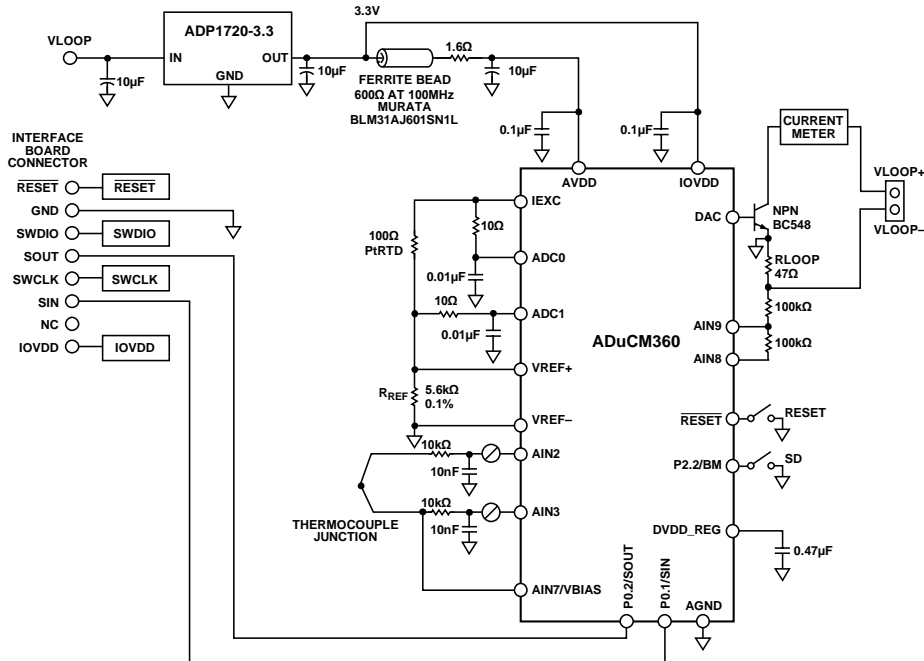 3.3V
VLOOP
ADP1720-3.3
IN
OUT
GND
10µF
10µF
1.6Ω
10µF
FERRITE BEAD
600Ω AT 100MHz
MURATA
BLM31AJ601SN1L
0.1µF
0.1µF
AVDD
IOVDD
CURRENT
METER
VLOOP+
VLOOP–
INTERFACE
BOARD
CONNECTOR
RESET
RESET
GND
SWDIO
SWDIO
SOUT
SWCLK
SWCLK
SIN
NC
IOVDD
IOVDD
100Ω
PtRTD
10Ω
0.01µF
10Ω
0.01µF
RREF
5.6kΩ
0.1%
10kΩ
10nF
10kΩ
10nF
THERMOCOUPLE
JUNCTION
IEXC
ADC0
ADC1
VREF+
VREF–
AIN2
AIN3
AIN7/VBIAS
ADuCM360
DAC
NPN
BC548
RLOOP
47Ω
100kΩ
AIN9
100kΩ
AIN8
RESET
RESET
P2.2/BM
SD
DVDD_REG
0.47µF
P0.2/SOUT
P0.1/SIN
AGND